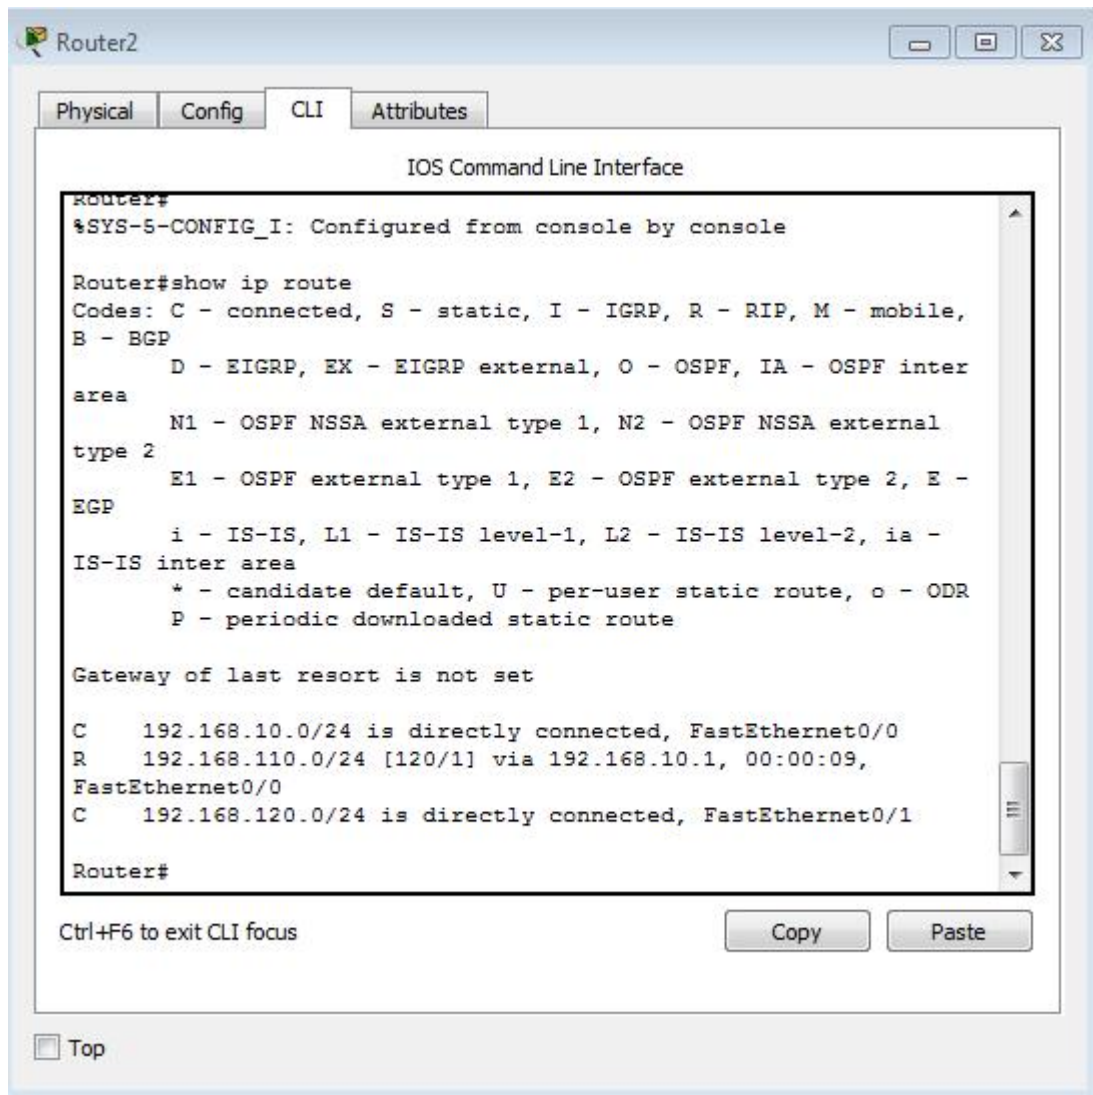 Router2
Physical Config CLI Attributes
IOS Command Line Interface
Router#
%SYS-5-CONFIG_I: Configured from console by console
Router#show ip route
Codes: C - connected, S - static, I - IGRP, R - RIP, M - mobile,
B - BGP
D - EIGRP, EX - EIGRP external, O - OSPF, IA - OSPF inter
area
N1 - OSPF NSSA external type 1, N2 - OSPF NSSA external
type 2
E1 - OSPF external type 1, E2 - OSPF external type 2, E -
EGP
i - IS-IS, L1 - IS-IS level-1, L2 - IS-IS level-2, ia -
IS-IS inter area
* - candidate default, U - per-user static route, o - ODR
P - periodic downloaded static route
Gateway of last resort is not set
C 192.168.10.0/24 is directly connected, FastEthernet0/0
R 192.168.110.0/24 [120/1] via 192.168.10.1, 00:00:09,
FastEthernet0/0
C 192.168.120.0/24 is directly connected, FastEthernet0/1
Router#
Ctrl+F6 to exit CLI focus
Copy Paste
Top